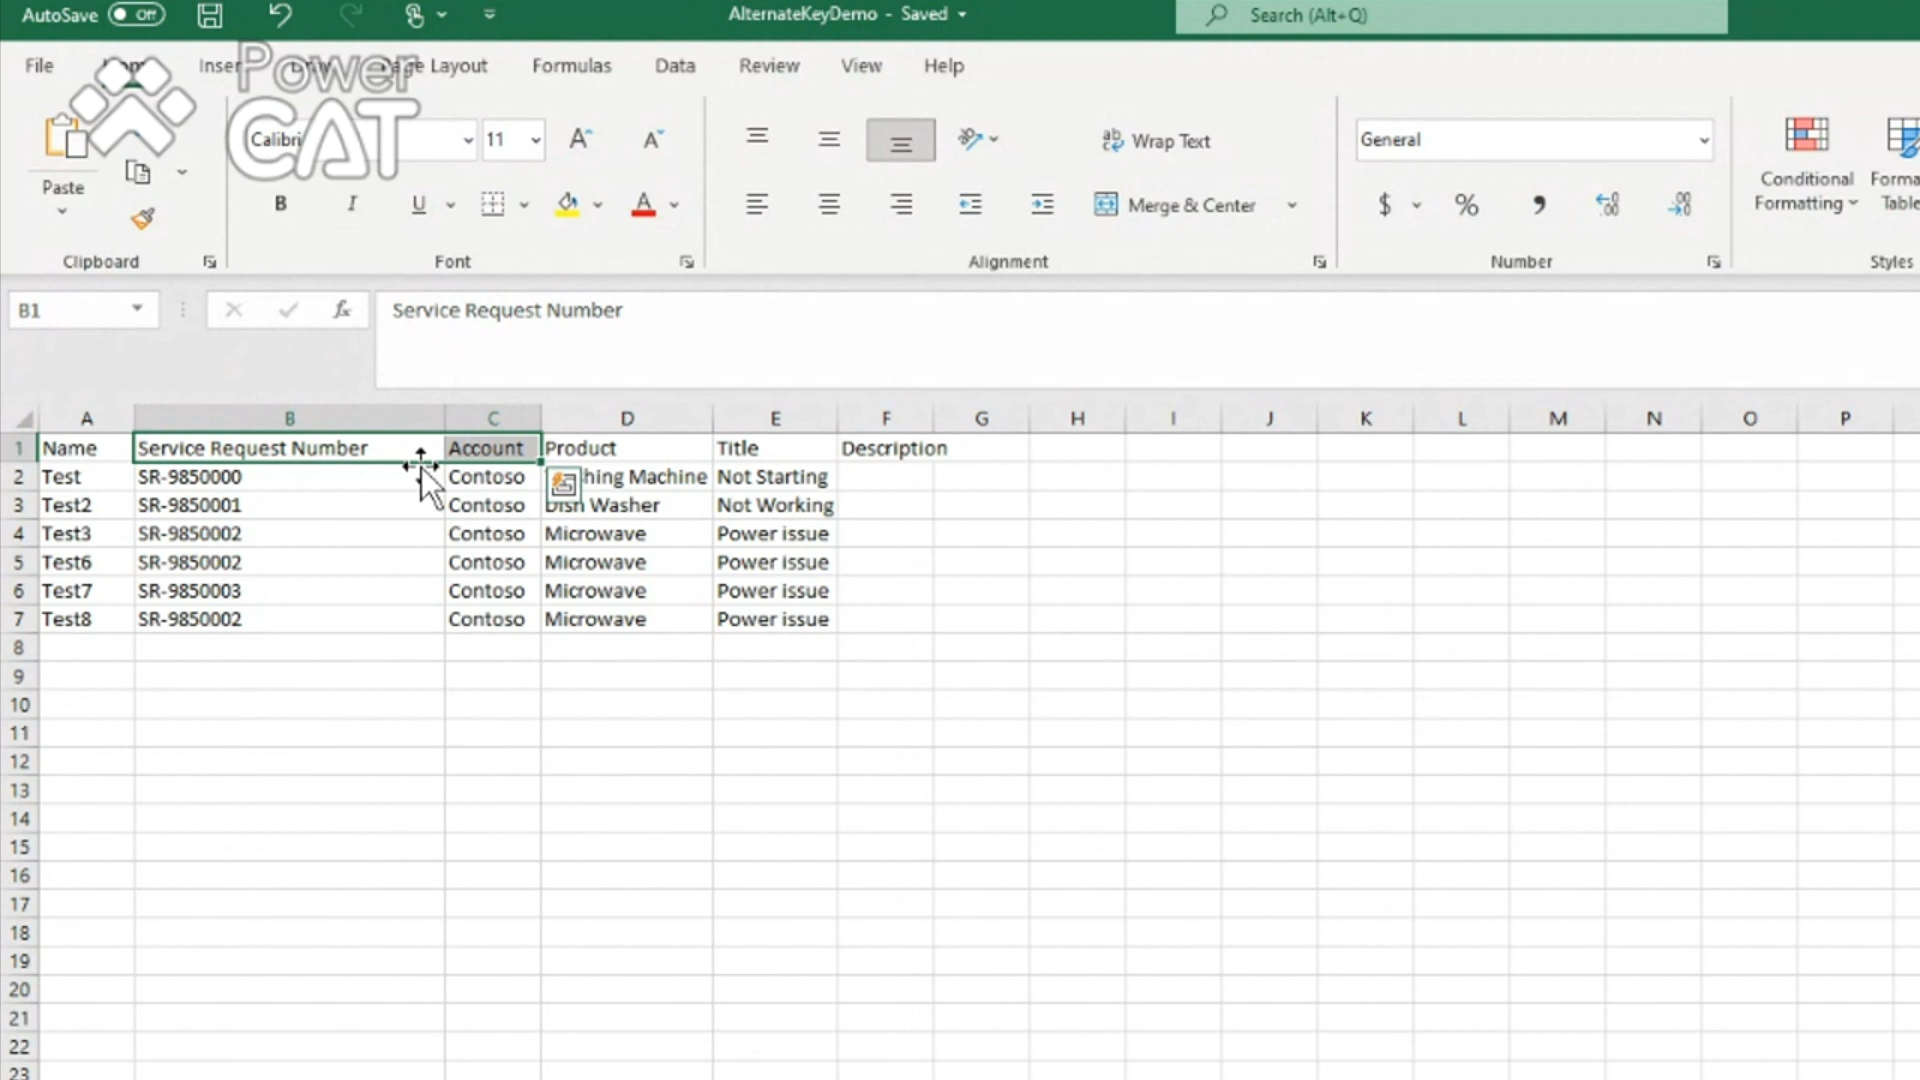 AutoSave Off AlternateKeyDemo - Saved Search (Alt+Q)
File Insert Draw Page Layout Formulas Data Review View Help
Power
CAT
Calibri 11 Wrap Text General
Paste Conditional
Formatting
B I U Merge & Center $ % ,
Clipboard Font Alignment Number Styles
B1 fx Service Request Number
A B C D E F G H I J K L M N O P
1 Name Service Request Number Account Product Title Description
2 Test SR-9850000 Contoso hing Machine Not Starting
3 Test2 SR-9850001 Contoso Dish Washer Not Working
4 Test3 SR-9850002 Contoso Microwave Power issue
5 Test6 SR-9850002 Contoso Microwave Power issue
6 Test7 SR-9850003 Contoso Microwave Power issue
7 Test8 SR-9850002 Contoso Microwave Power issue
8
9
10
11
12
13
14
15
16
17
18
19
20
21
22
23